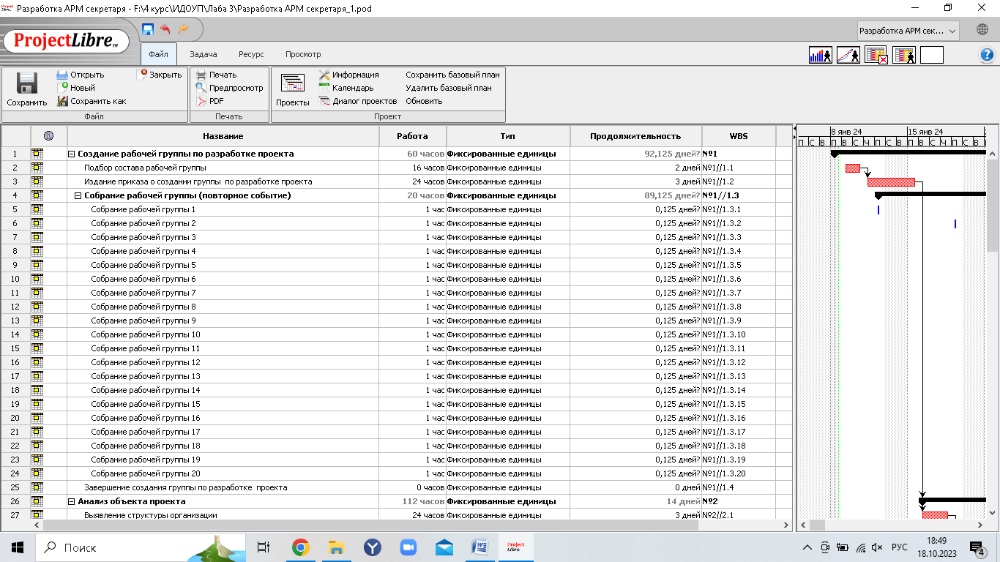 Разработка АРМ секретаря - F:\4 курс\ИДОУП\Лаба 3\Разработка АРМ секретаря_1.pod
ProjectLibre™
Разработка АРМ сек...
Файл Задача Ресурс Просмотр
Сохранить
Открыть
Новый
Сохранить как
Закрыть
Файл
Печать
Предпросмотр
PDF
Печать
Проекты
Информация
Календарь
Диалог проектов
Сохранить базовый план
Удалить базовый план
Обновить
Проект
Название Работа Тип Продолжительность WBS
8 янв 24 15 янв 24
П С В П В С Ч П С В П В С Ч П С В
1 Создание рабочей группы по разработке проекта 60 часов Фиксированные единицы 92,125 дней? №1
2 Подбор состава рабочей группы 16 часов Фиксированные единицы 2 дней №1//1.1
3 Издание приказа о создании группы по разработке проекта 24 часов Фиксированные единицы 3 дней №1//1.2
4 Собрание рабочей группы (повторное событие) 20 часов Фиксированные единицы 89,125 дней? №1//1.3
5 Собрание рабочей группы 1 1 час Фиксированные единицы 0,125 дней? №1//1.3.1
6 Собрание рабочей группы 2 1 час Фиксированные единицы 0,125 дней? №1//1.3.2
7 Собрание рабочей группы 3 1 час Фиксированные единицы 0,125 дней? №1//1.3.3
8 Собрание рабочей группы 4 1 час Фиксированные единицы 0,125 дней? №1//1.3.4
9 Собрание рабочей группы 5 1 час Фиксированные единицы 0,125 дней? №1//1.3.5
10 Собрание рабочей группы 6 1 час Фиксированные единицы 0,125 дней? №1//1.3.6
11 Собрание рабочей группы 7 1 час Фиксированные единицы 0,125 дней? №1//1.3.7
12 Собрание рабочей группы 8 1 час Фиксированные единицы 0,125 дней? №1//1.3.8
13 Собрание рабочей группы 9 1 час Фиксированные единицы 0,125 дней? №1//1.3.9
14 Собрание рабочей группы 10 1 час Фиксированные единицы 0,125 дней? №1//1.3.10
15 Собрание рабочей группы 11 1 час Фиксированные единицы 0,125 дней? №1//1.3.11
16 Собрание рабочей группы 12 1 час Фиксированные единицы 0,125 дней? №1//1.3.12
17 Собрание рабочей группы 13 1 час Фиксированные единицы 0,125 дней? №1//1.3.13
18 Собрание рабочей группы 14 1 час Фиксированные единицы 0,125 дней? №1//1.3.14
19 Собрание рабочей группы 15 1 час Фиксированные единицы 0,125 дней? №1//1.3.15
20 Собрание рабочей группы 16 1 час Фиксированные единицы 0,125 дней? №1//1.3.16
21 Собрание рабочей группы 17 1 час Фиксированные единицы 0,125 дней? №1//1.3.17
22 Собрание рабочей группы 18 1 час Фиксированные единицы 0,125 дней? №1//1.3.18
23 Собрание рабочей группы 19 1 час Фиксированные единицы 0,125 дней? №1//1.3.19
24 Собрание рабочей группы 20 1 час Фиксированные единицы 0,125 дней? №1//1.3.20
25 Завершение создания группы по разработке проекта 0 часов Фиксированные единицы 0 дней №1//1.4
26 Анализ объекта проекта 112 часов Фиксированные единицы 14 дней №2
27 Выявление структуры организации 24 часов Фиксированные единицы 3 дней №2//2.1
Поиск
Project Libre
РУС
18:49
18.10.2023
4